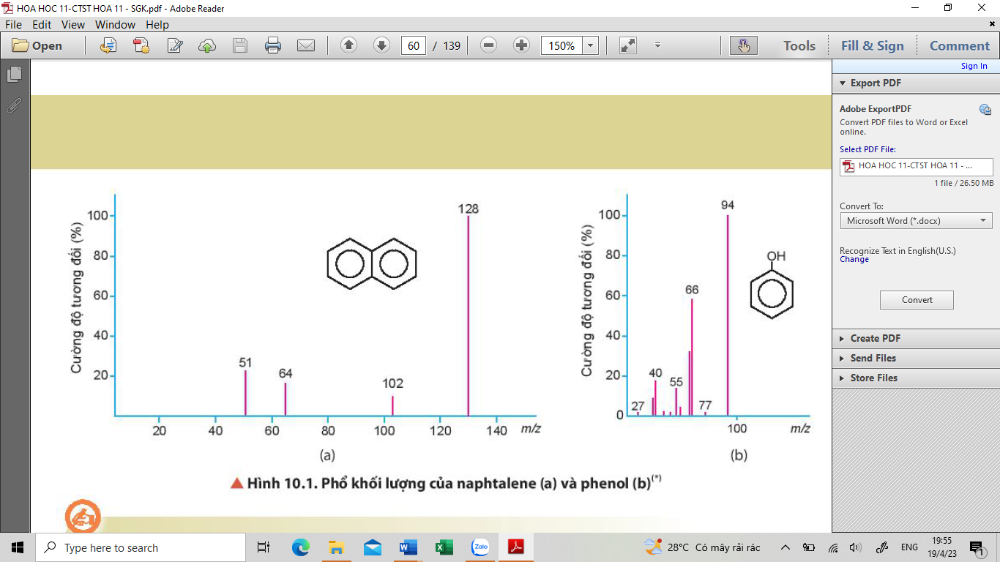 HOA HOC 11-CTST HOA 11 - SGK.pdf - Adobe Reader
File Edit View Window Help
Open 60 / 139 150% Tools Fill & Sign Comment
Sign In
Export PDF
Adobe ExportPDF
Convert PDF files to Word or Excel
online.
Select PDF File:
HOA HOC 11-CTST HOA 11 - ...
1 file / 26.50 MB
Convert To:
Microsoft Word (*.docx)
Recognize Text in English(U.S.)
Change
Convert
Create PDF
Send Files
Store Files
Cường độ tương đối (%)
100
80
60
40
20
51
64
102
128
20 40 60 80 100 120 140 m/z
(a)
Cường độ tương đối (%)
100
80
60
40
20
0
27
40
55
66
77
94
OH
100 m/z
(b)
Hình 10.1. Phổ khối lượng của naphtalene (a) và phenol (b)(*)
Type here to search
W
X
Zalo
28°C Có mây rải rác
ENG
19:55
19/4/23
1